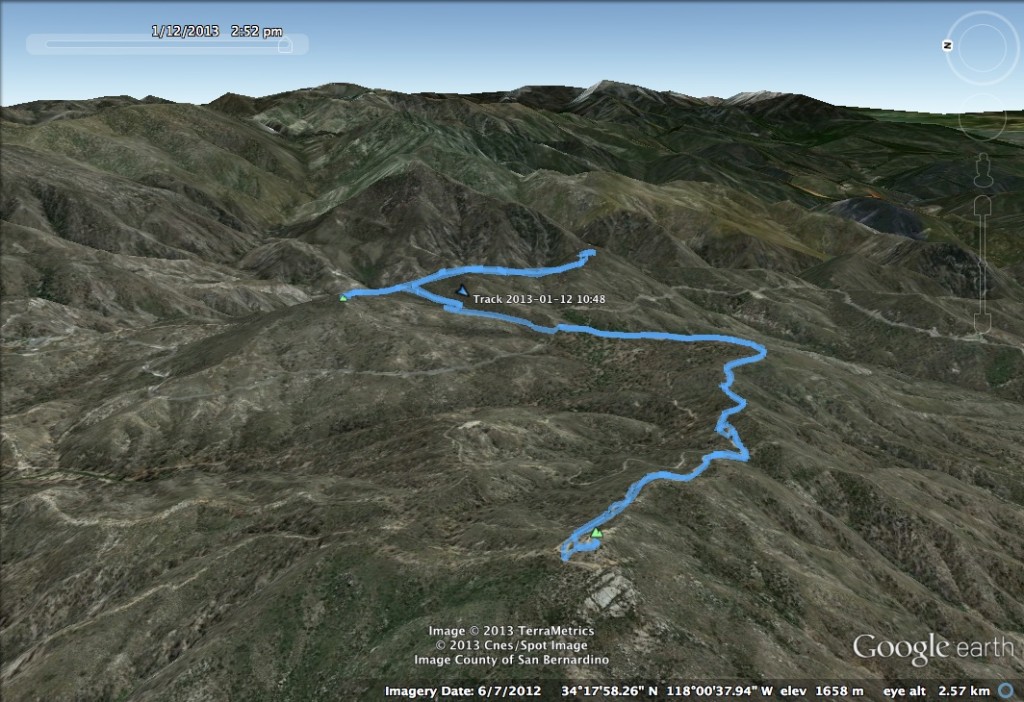 1/12/2013 2:52 pm
N
Track 2013-01-12 10:48
Image © 2013 TerraMetrics
© 2013 Cnes/Spot Image
Image County of San Bernardino
Google earth
Imagery Date: 6/7/2012 34°17'58.26" N 118°00'37.94" W elev 1658 m eye alt 2.57 km